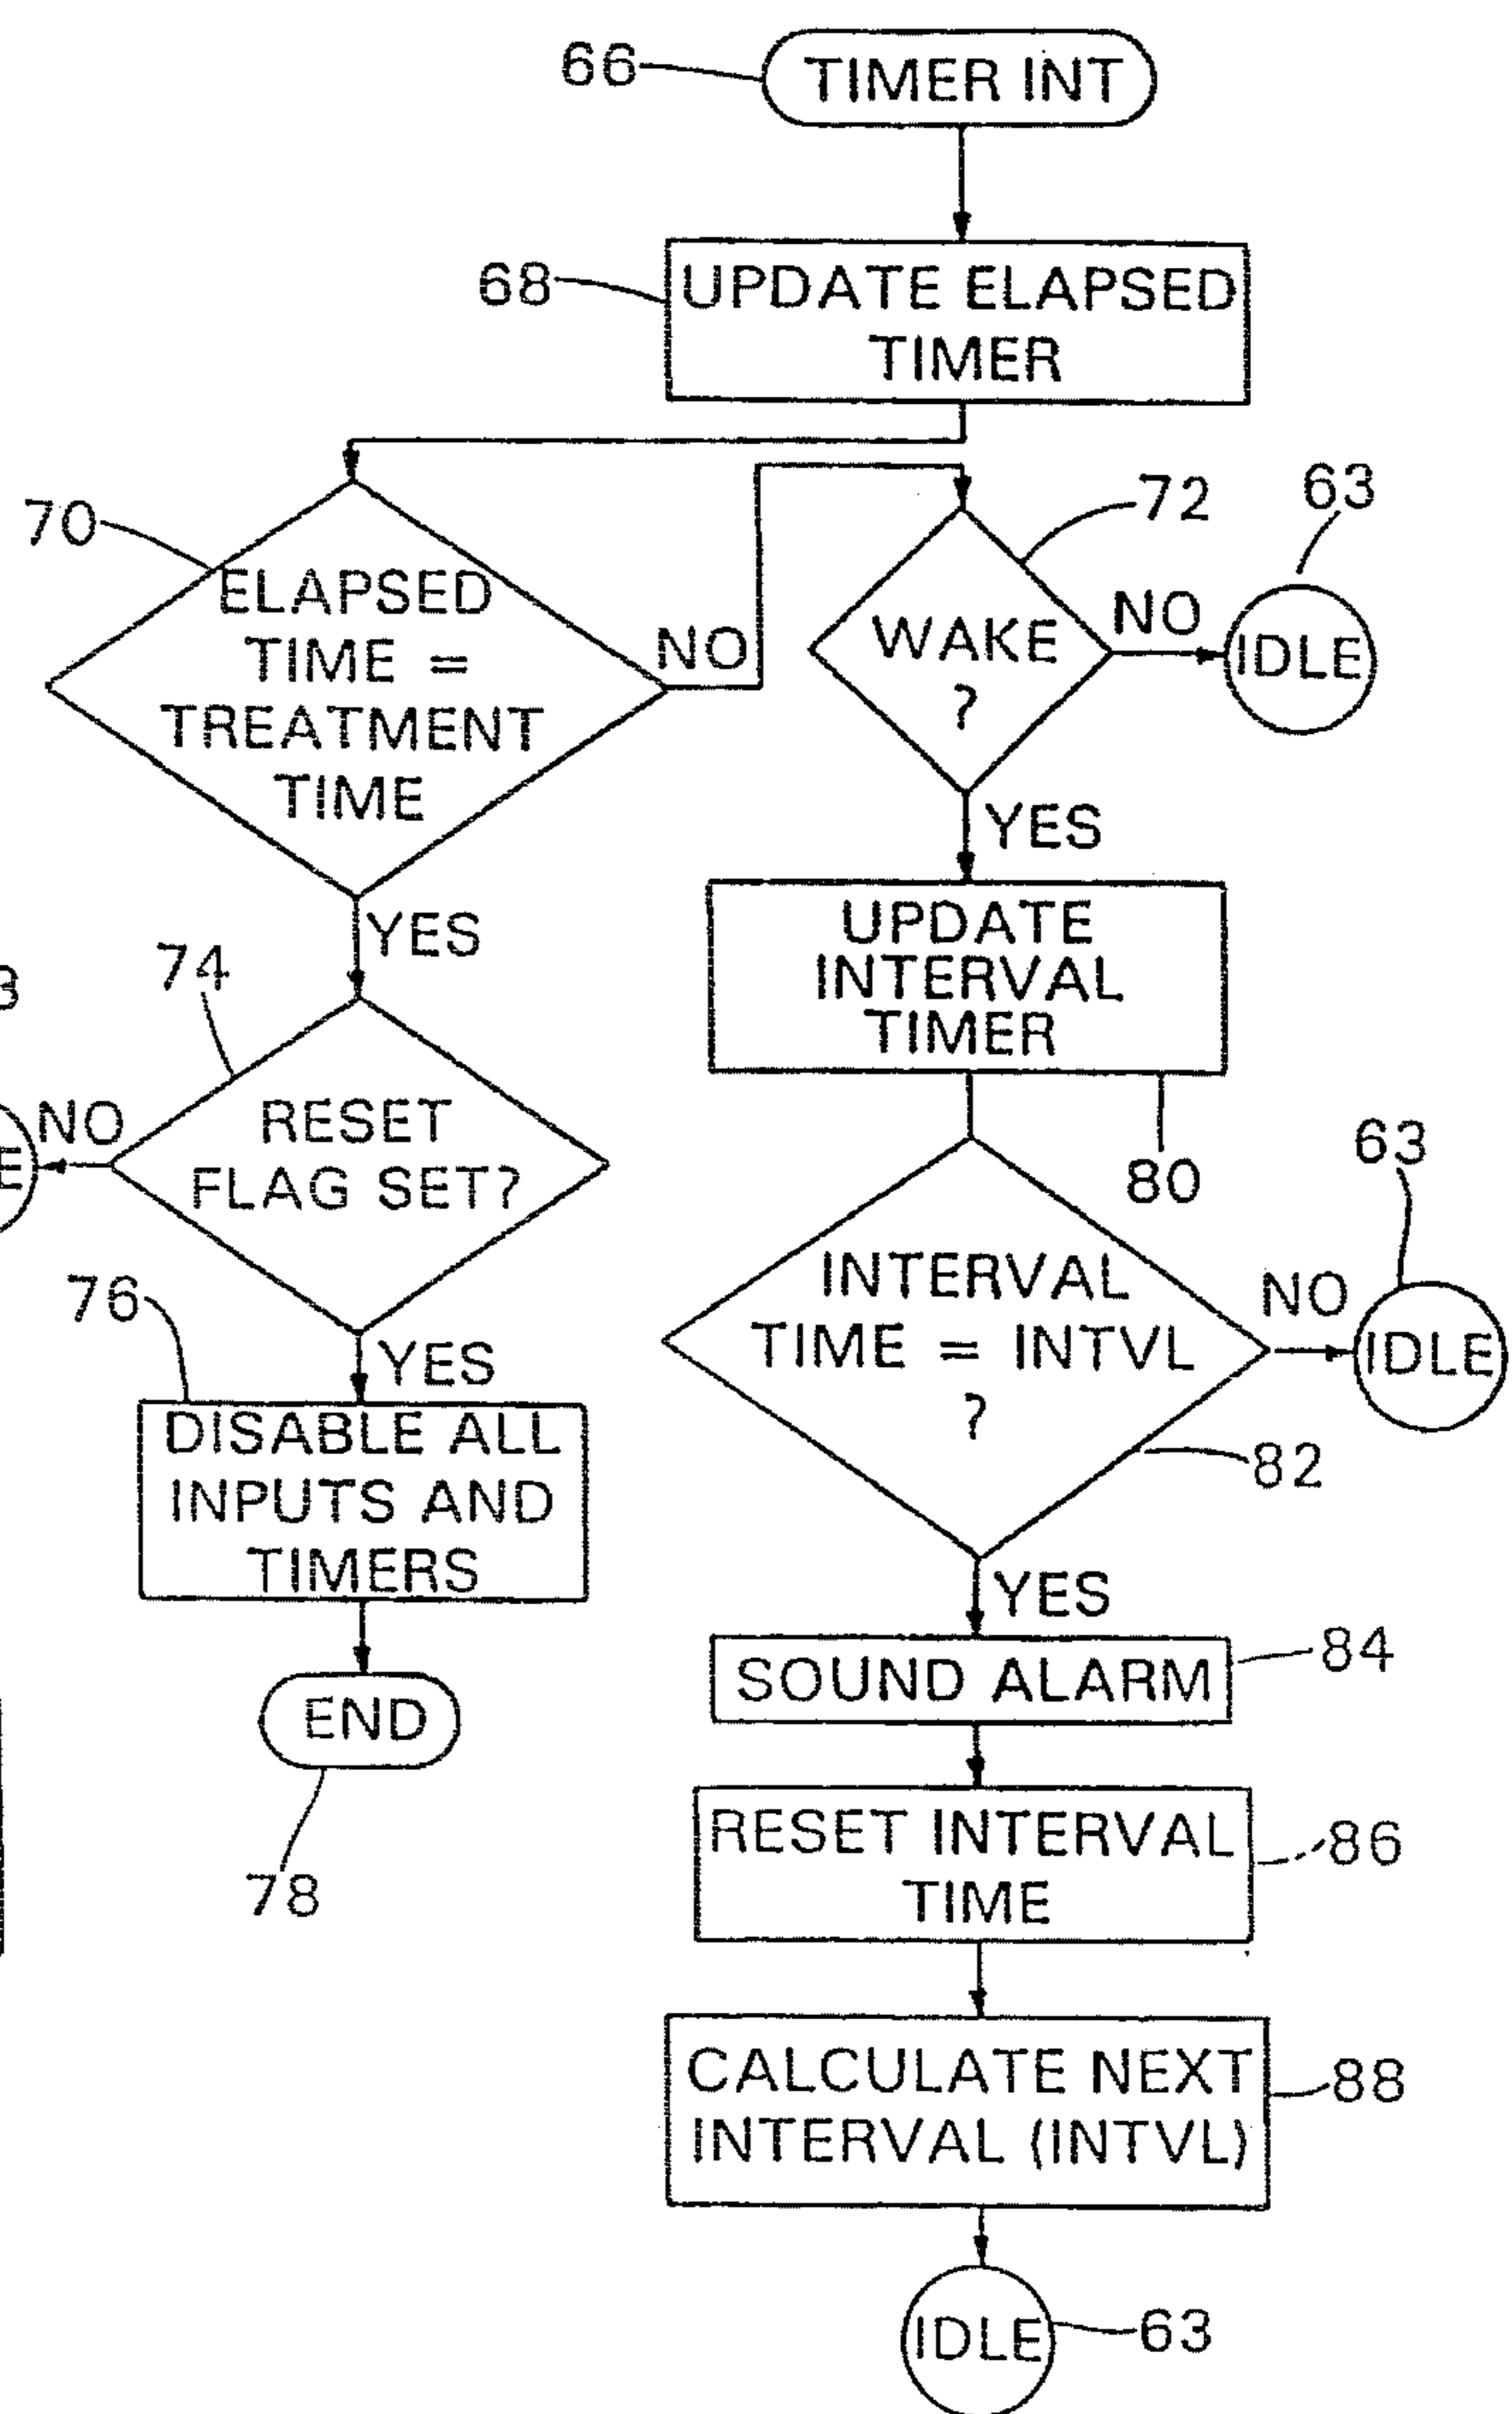 66
TIMER INT
68
UPDATE ELAPSED
TIMER
70
ELAPSED
TIME =
TREATMENT
TIME
NO
72
WAKE
?
NO
63
IDLE
YES
YES
UPDATE
INTERVAL
TIMER
80
3
74
NO
E
RESET
FLAG SET?
YES
76
DISABLE ALL
INPUTS AND
TIMERS
END
78
INTERVAL
TIME = INTVL
?
NO
63
IDLE
82
YES
SOUND ALARM
84
RESET INTERVAL
TIME
86
CALCULATE NEXT
INTERVAL (INTVL)
88
IDLE
63